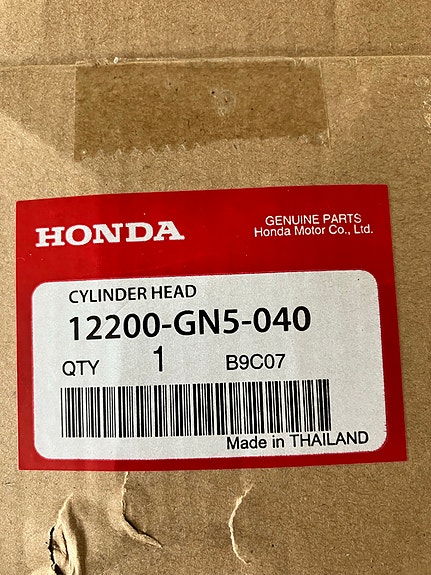 HONDA
GENUINE PARTS
Honda Motor Co., Ltd.
CYLINDER HEAD
12200-GN5-040
QTY 1 B9C07
Made in THAILAND